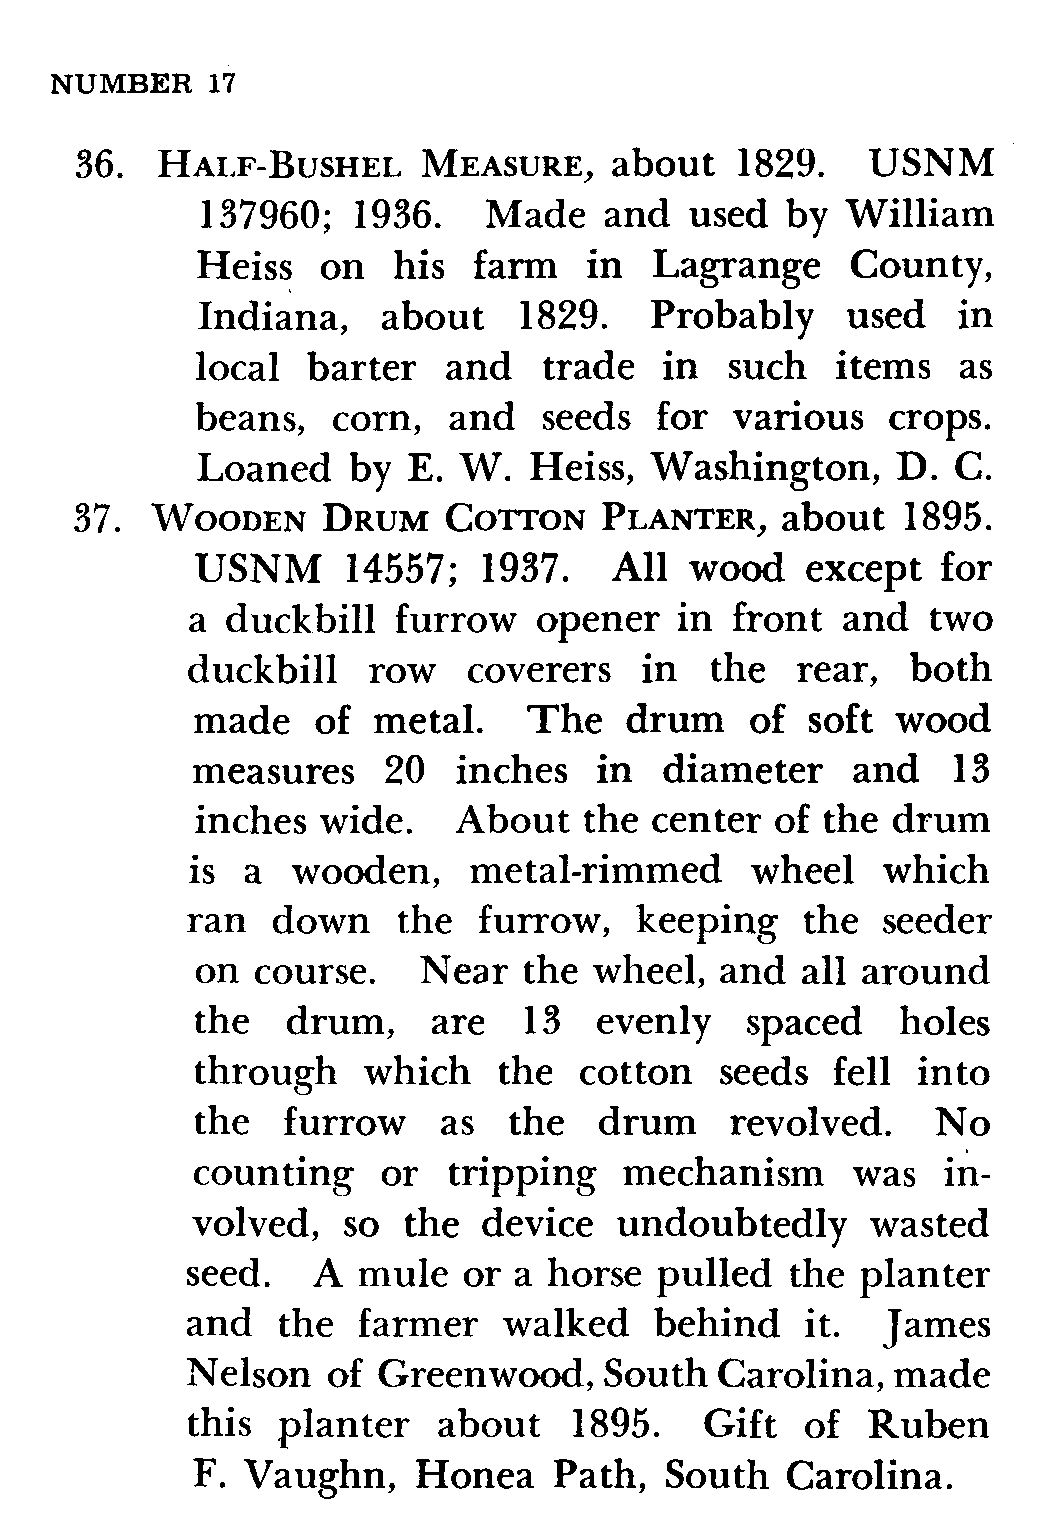 NUMBER 17
36. HALF-BUSHEL MEASURE, about 1829. USNM
137960; 1936. Made and used by William
Heiss on his farm in Lagrange County,
Indiana, about 1829. Probably used in
local barter and trade in such items as
beans, corn, and seeds for various crops.
Loaned by E. W. Heiss, Washington, D. C.
37. WOODEN DRUM COTTON PLANTER, about 1895.
USNM 14557; 1937. All wood except for
a duckbill furrow opener in front and two
duckbill row coverers in the rear, both
made of metal. The drum of soft wood
measures 20 inches in diameter and 13
inches wide. About the center of the drum
is a wooden, metal-rimmed wheel which
ran down the furrow, keeping the seeder
on course. Near the wheel, and all around
the drum, are 13 evenly spaced holes
through which the cotton seeds fell into
the furrow as the drum revolved. No
counting or tripping mechanism was in-
volved, so the device undoubtedly wasted
seed. A mule or a horse pulled the planter
and the farmer walked behind it. James
Nelson of Greenwood, South Carolina, made
this planter about 1895. Gift of Ruben
F. Vaughn, Honea Path, South Carolina.